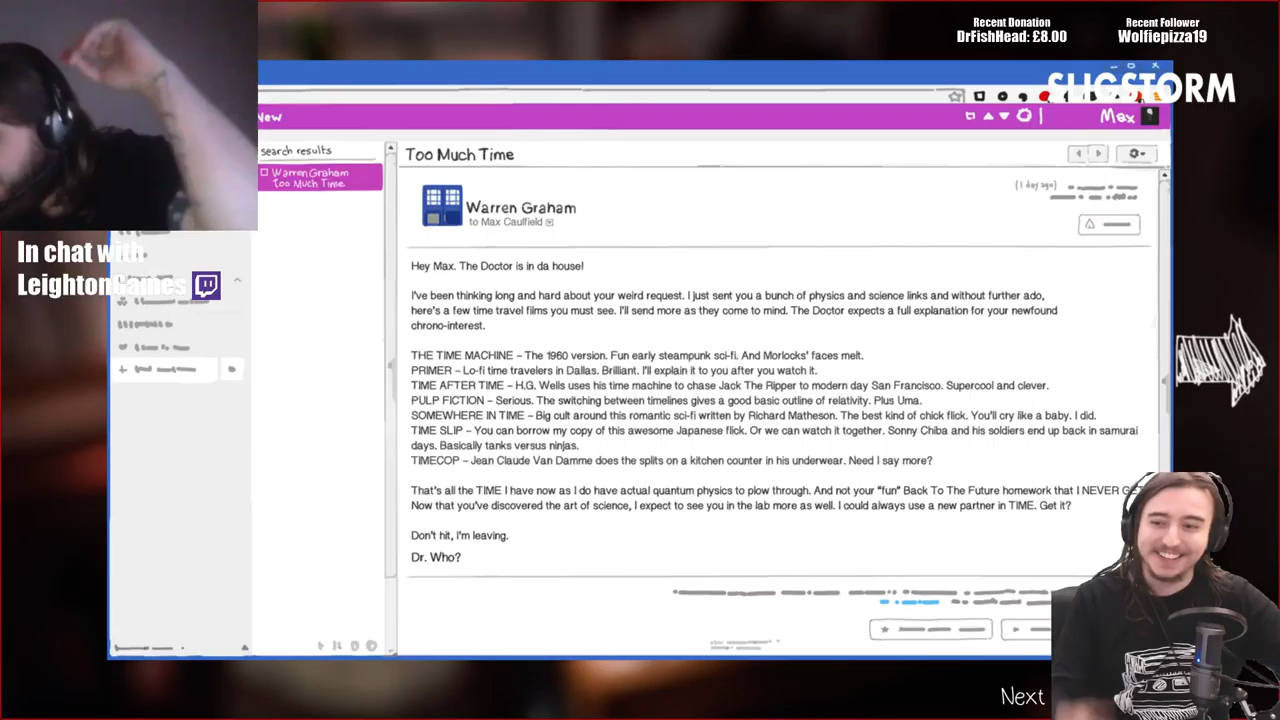 Recent Donation
DrFishHead: £8.00
Recent Follower
Wolfiepizza19
SLIGSTORM
New
Max
search results
Warren Graham
Too Much Time
Too Much Time
(1 day ago)
Warren Graham
to Max Caulfield
In chat with
LeightonGames
Hey Max. The Doctor is in da house!
I've been thinking long and hard about your weird request. I just sent you a bunch of physics and science links and without further ado,
here's a few time travel films you must see. I'll send more as they come to mind. The Doctor expects a full explanation for your newfound
chrono-interest.
THE TIME MACHINE – The 1960 version. Fun early steampunk sci-fi. And Morlocks' faces melt.
PRIMER – Lo-fi time travelers in Dallas. Brilliant. I'll explain it to you after you watch it.
TIME AFTER TIME – H.G. Wells uses his time machine to chase Jack The Ripper to modern day San Francisco. Supercool and clever.
PULP FICTION – Serious. The switching between timelines gives a good basic outline of relativity. Plus Uma.
SOMEWHERE IN TIME – Big cult around this romantic sci-fi written by Richard Matheson. The best kind of chick flick. You'll cry like a baby. I did.
TIME SLIP – You can borrow my copy of this awesome Japanese flick. Or we can watch it together. Sonny Chiba and his soldiers end up back in samurai
days. Basically tanks versus ninjas.
TIMECOP – Jean Claude Van Damme does the splits on a kitchen counter in his underwear. Need I say more?
That's all the TIME I have now as I do have actual quantum physics to plow through. And not your "fun" Back To The Future homework that I NEVER GET
Now that you've discovered the art of science, I expect to see you in the lab more as well. I could always use a new partner in TIME. Get it?
Don't hit, I'm leaving.
Dr. Who?
Next